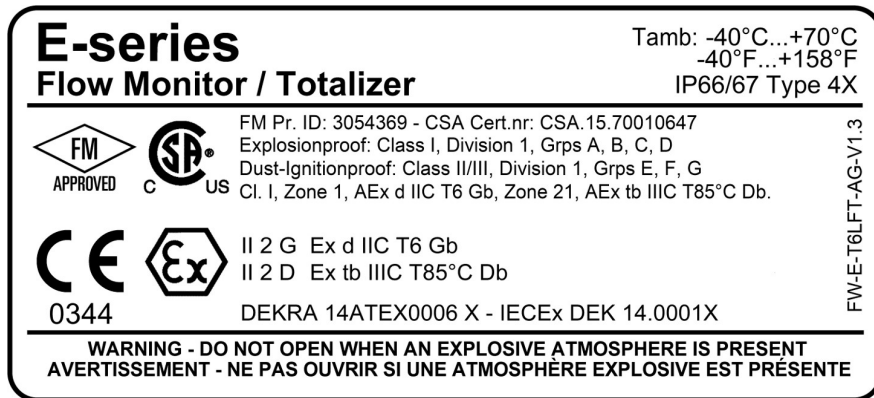 E-series
Flow Monitor / Totalizer
Tamb: -40°C...+70°C
-40°F...+158°F
IP66/67 Type 4X
FM
APPROVED
C SA® US
FM Pr. ID: 3054369 - CSA Cert.nr: CSA.15.70010647
Explosionproof: Class I, Division 1, Grps A, B, C, D
Dust-Ignitionproof: Class II/III, Division 1, Grps E, F, G
Cl. I, Zone 1, AEx d IIC T6 Gb, Zone 21, AEx tb IIIC T85°C Db.
CE
0344
Ex
II 2 G Ex d IIC T6 Gb
II 2 D Ex tb IIIC T85°C Db
DEKRA 14ATEX0006 X - IECEx DEK 14.0001X
FW-E-T6LFT-AG-V1.3
WARNING - DO NOT OPEN WHEN AN EXPLOSIVE ATMOSPHERE IS PRESENT
AVERTISSEMENT - NE PAS OUVRIR SI UNE ATMOSPHÈRE EXPLOSIVE EST PRÉSENTE